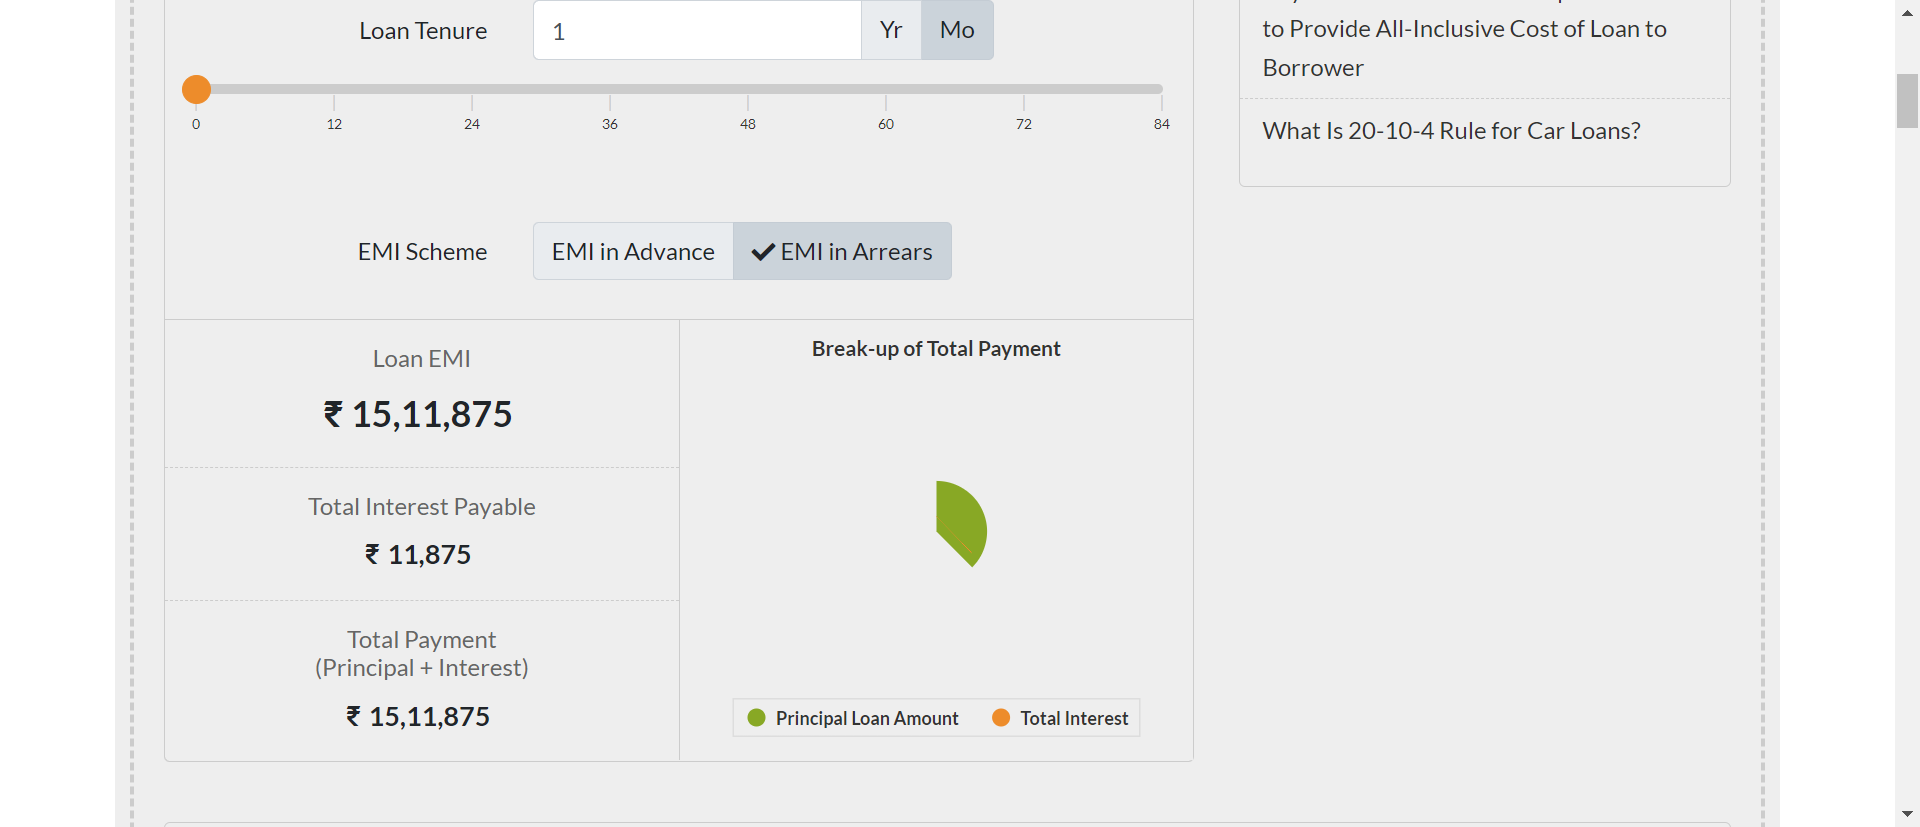 Loan Tenure
1
Yr
Mo
0 12 24 36 48 60 72 84
EMI Scheme
EMI in Advance
EMI in Arrears
Loan EMI
₹ 15,11,875
Total Interest Payable
₹ 11,875
Total Payment
(Principal + Interest)
₹ 15,11,875
Break-up of Total Payment
Principal Loan Amount
Total Interest
to Provide All-Inclusive Cost of Loan to
Borrower
What Is 20-10-4 Rule for Car Loans?